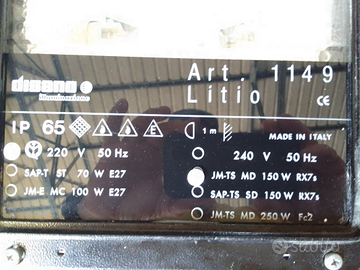 disano
illuminazione
Art. 1149
Litio
CE
IP 65
F F E
1 m
MADE IN ITALY
220 V 50 Hz
240 V 50 Hz
SAP-T ST 70 W E27
JM-TS MD 150 W RX7s
JM-E MC 100 W E27
SAP-TS SD 150 W RX7s
JM-TS MD 250 W Fc2
subito